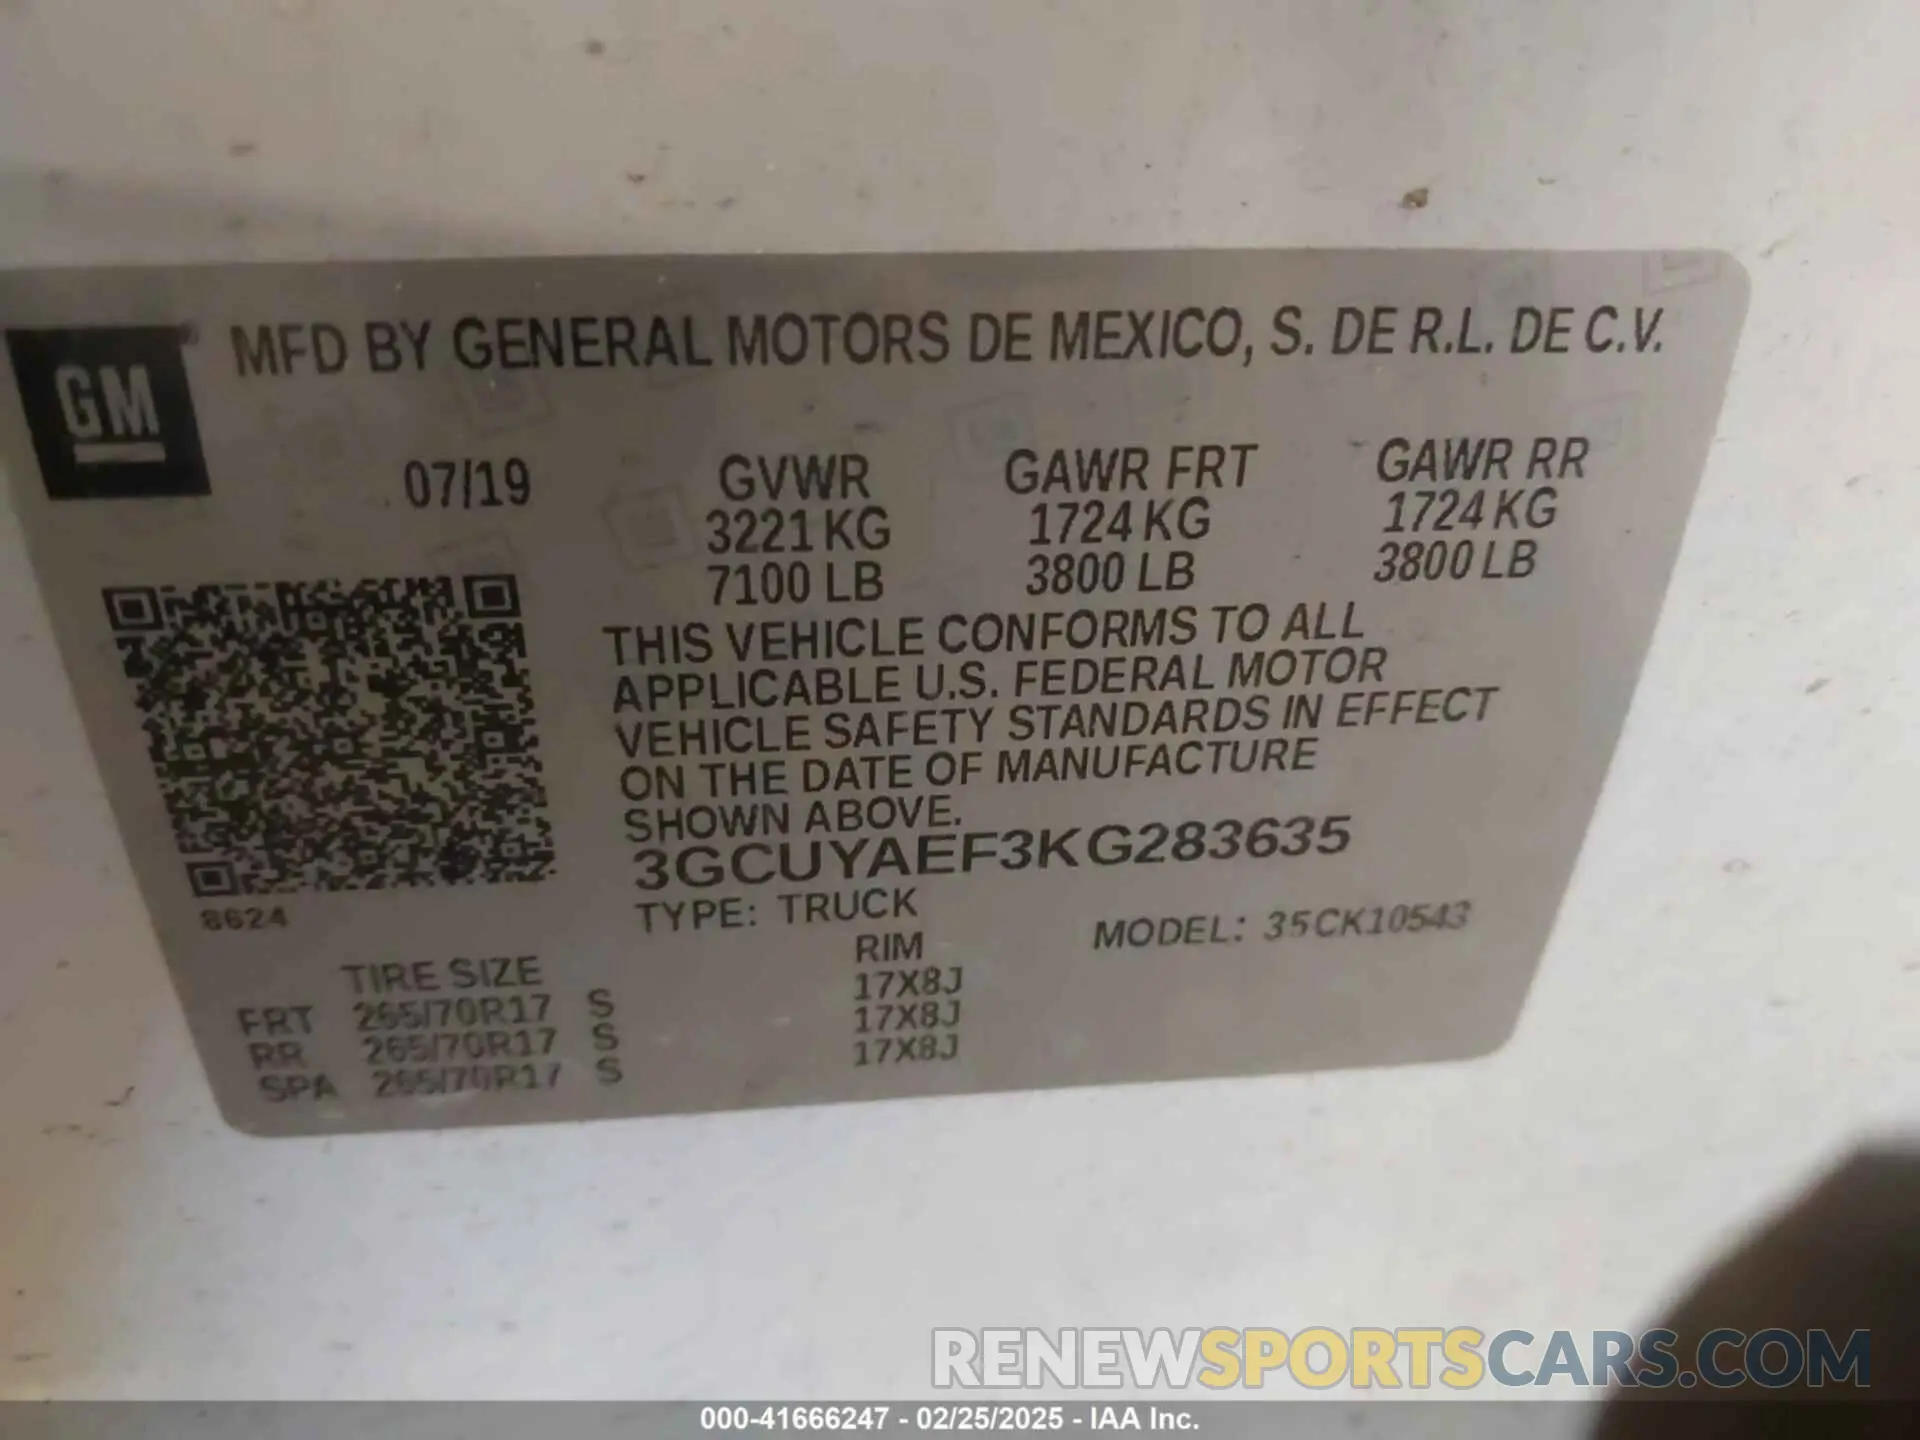 GM
MFD BY GENERAL MOTORS DE MEXICO, S. DE R.L. DE C.V.
07/19 GVWR GAWR FRT GAWR RR
3221 KG 1724 KG 1724 KG
7100 LB 3800 LB 3800 LB
THIS VEHICLE CONFORMS TO ALL
APPLICABLE U.S. FEDERAL MOTOR
VEHICLE SAFETY STANDARDS IN EFFECT
ON THE DATE OF MANUFACTURE
SHOWN ABOVE.
3GCUYAEF3KG283635
8624
TYPE: TRUCK MODEL: 35CK10543
TIRE SIZE RIM
FRT 265/70R17 S 17X8J
RR 265/70R17 S 17X8J
SPA 265/70R17 S 17X8J
RENEWSPORTSCARS.COM
000-41666247 - 02/25/2025 - IAA Inc.